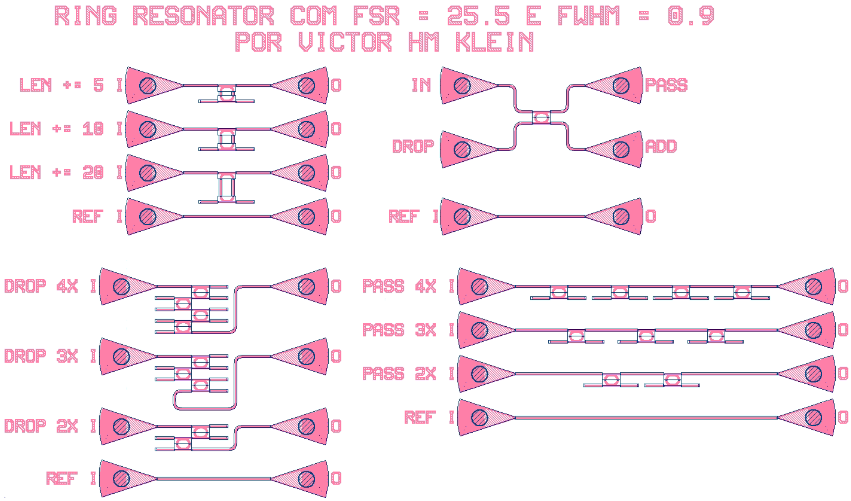 RING RESONATOR COM FSR = 25.5 E FWHM = 0.9
POR VICTOR HM KLEIN
LEN += 5 I O
LEN += 10 I O
LEN += 20 I O
REF I O
IN PASS
DROP ADD
REF I O
DROP 4X I O
DROP 3X I O
DROP 2X I O
REF I O
PASS 4X I O
PASS 3X I O
PASS 2X I O
REF I O